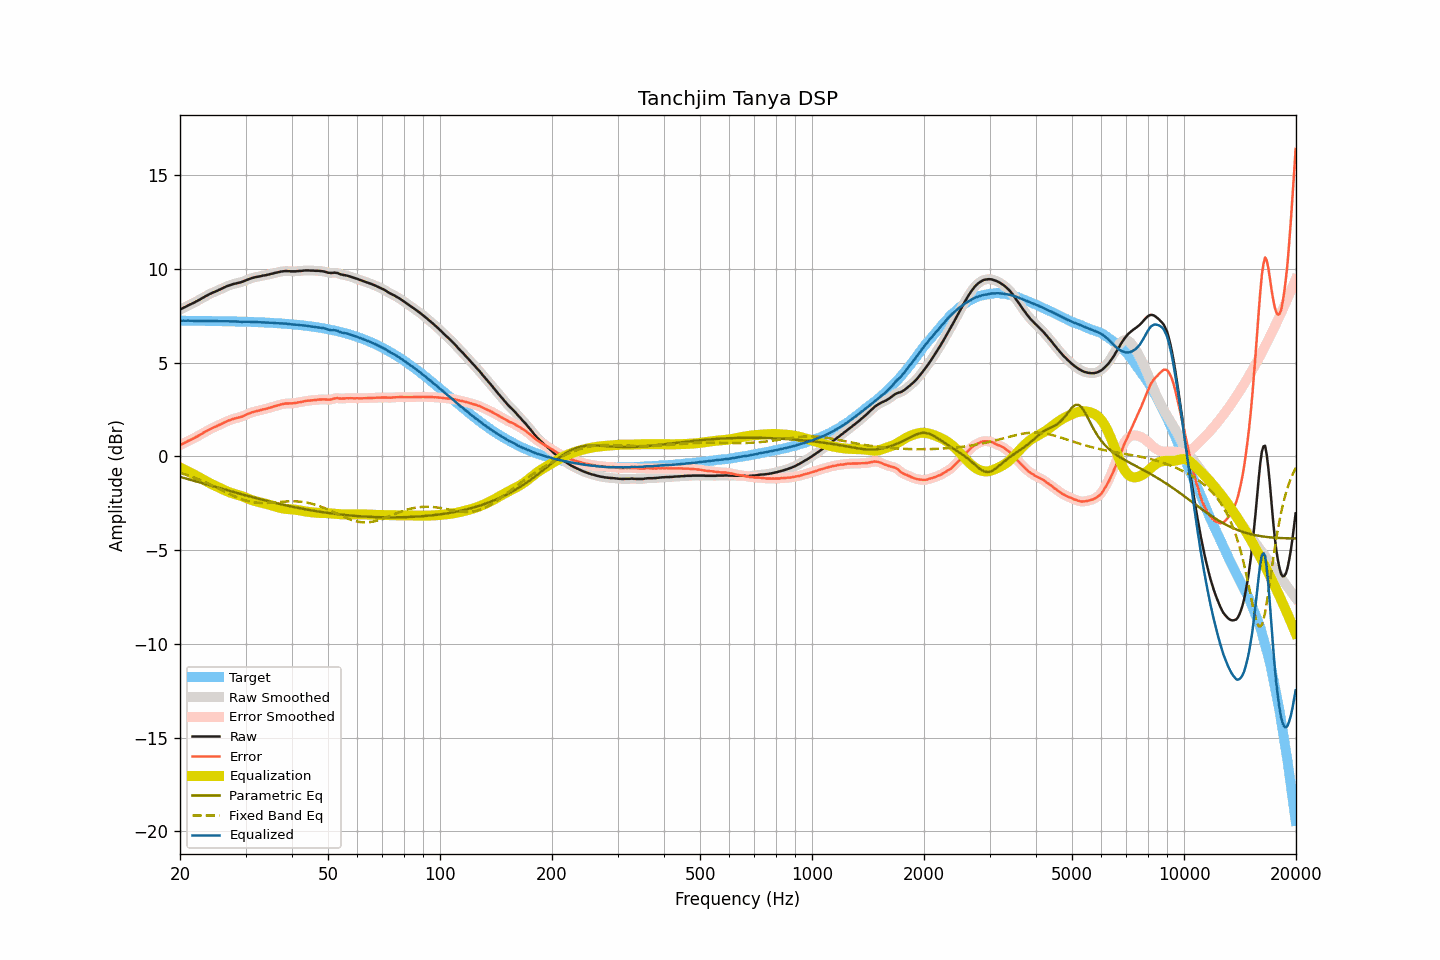 Tanchjim Tanya DSP
Amplitude (dBr)
15
10
5
0
−5
−10
−15
−20
Target
Raw Smoothed
Error Smoothed
Raw
Error
Equalization
Parametric Eq
Fixed Band Eq
Equalized
20 50 100 200 500 1000 2000 5000 10000 20000
Frequency (Hz)